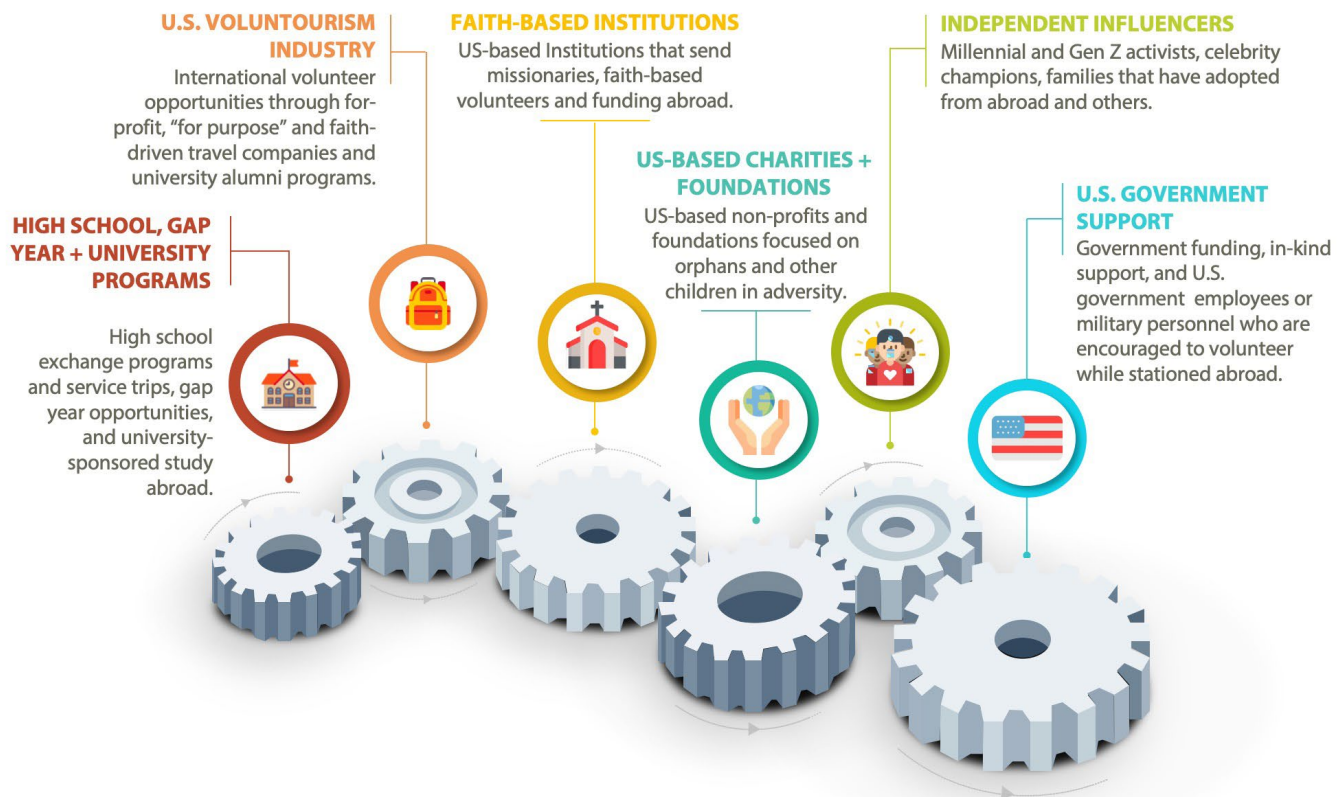 U.S. VOLUNTOURISM
INDUSTRY
International volunteer
opportunities through for-
profit, “for purpose” and faith-
driven travel companies and
university alumni programs.
FAITH-BASED INSTITUTIONS
US-based Institutions that send
missionaries, faith-based
volunteers and funding abroad.
INDEPENDENT INFLUENCERS
Millennial and Gen Z activists, celebrity
champions, families that have adopted
from abroad and others.
US-BASED CHARITIES +
FOUNDATIONS
US-based non-profits and
foundations focused on
orphans and other
children in adversity.
U.S. GOVERNMENT
SUPPORT
Government funding, in-kind
support, and U.S.
government employees or
military personnel who are
encouraged to volunteer
while stationed abroad.
HIGH SCHOOL, GAP
YEAR + UNIVERSITY
PROGRAMS
High school
exchange programs
and service trips, gap
year opportunities,
and university-
sponsored study
abroad.